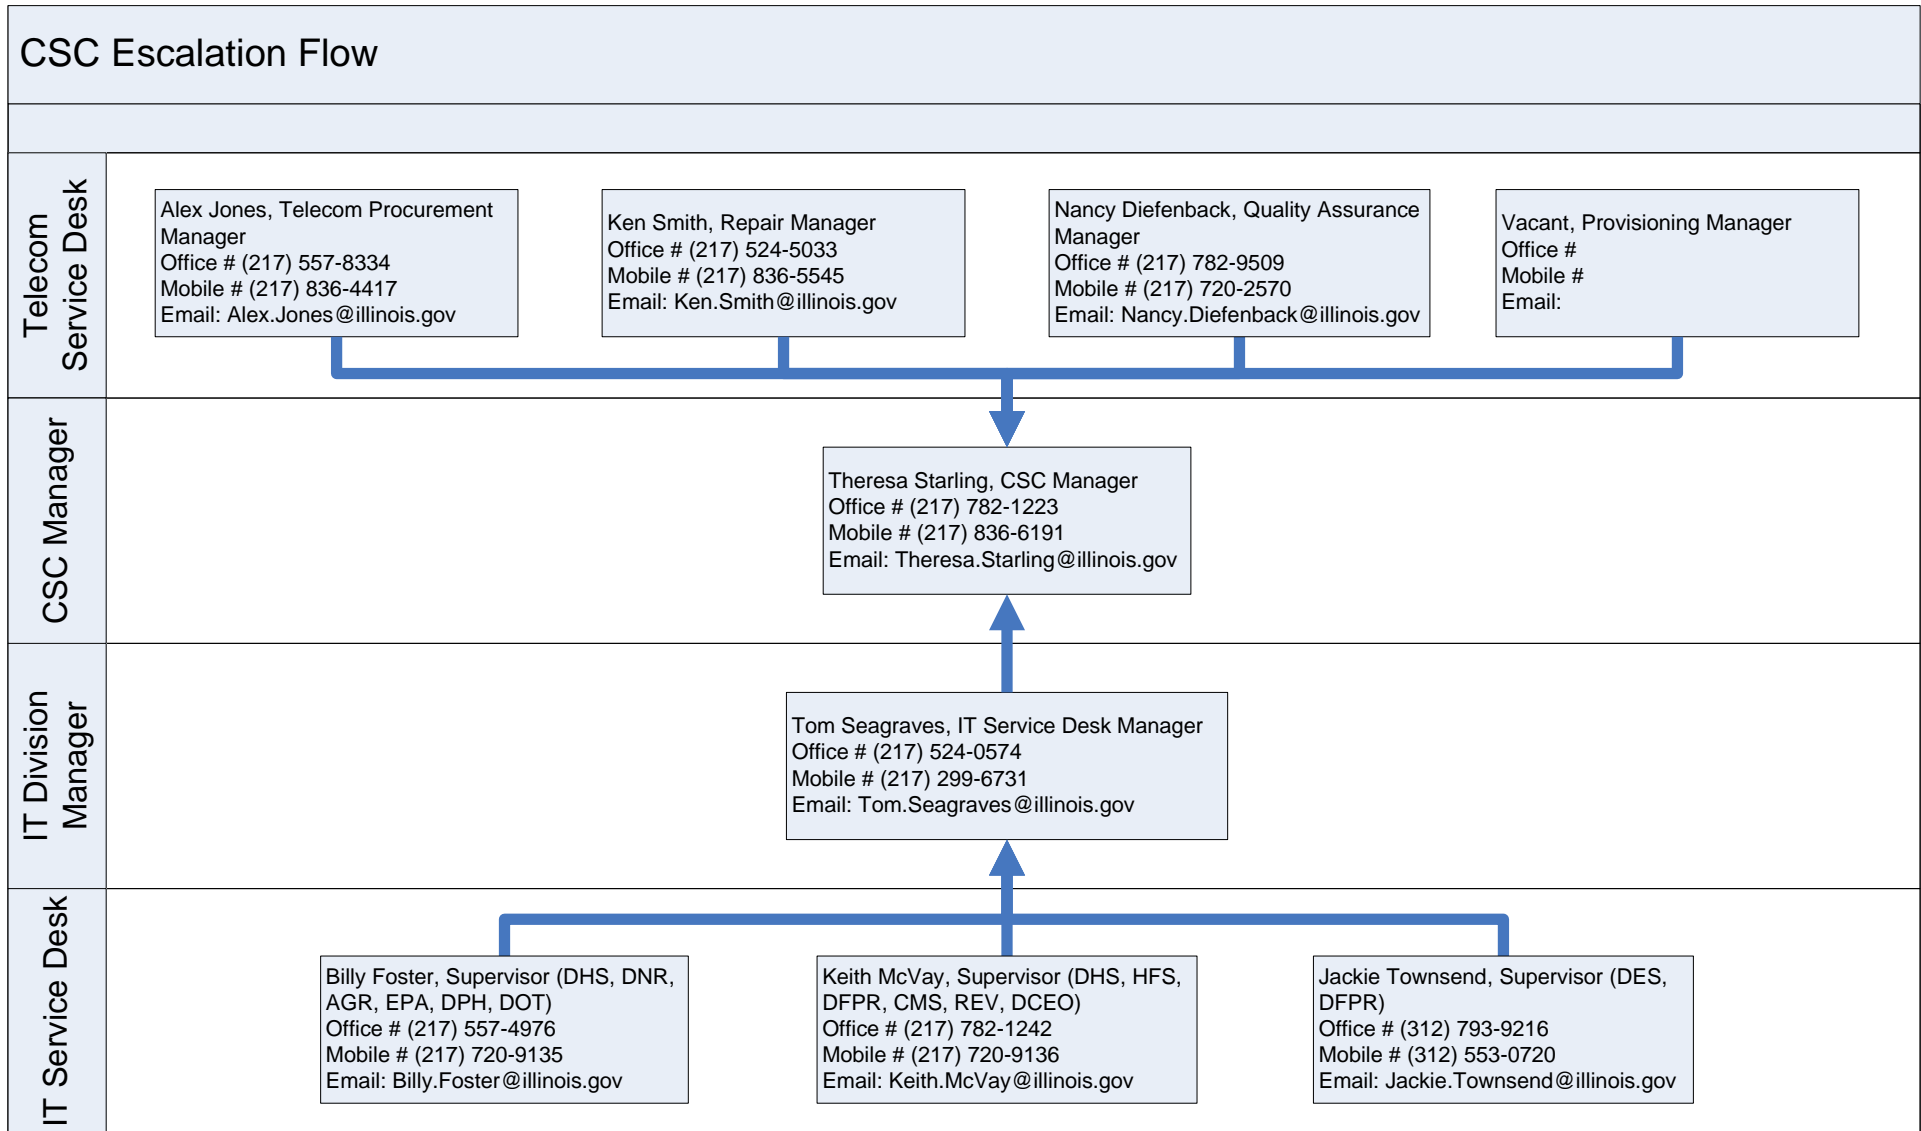 CSC Escalation Flow
Telecom
Service Desk
Alex Jones, Telecom Procurement
Manager
Office # (217) 557-8334
Mobile # (217) 836-4417
Email: Alex.Jones@illinois.gov
Ken Smith, Repair Manager
Office # (217) 524-5033
Mobile # (217) 836-5545
Email: Ken.Smith@illinois.gov
Nancy Diefenback, Quality Assurance
Manager
Office # (217) 782-9509
Mobile # (217) 720-2570
Email: Nancy.Diefenback@illinois.gov
Vacant, Provisioning Manager
Office #
Mobile #
Email:
CSC Manager
Theresa Starling, CSC Manager
Office # (217) 782-1223
Mobile # (217) 836-6191
Email: Theresa.Starling@illinois.gov
IT Division
Manager
Tom Seagraves, IT Service Desk Manager
Office # (217) 524-0574
Mobile # (217) 299-6731
Email: Tom.Seagraves@illinois.gov
IT Service Desk
Billy Foster, Supervisor (DHS, DNR,
AGR, EPA, DPH, DOT)
Office # (217) 557-4976
Mobile # (217) 720-9135
Email: Billy.Foster@illinois.gov
Keith McVay, Supervisor (DHS, HFS,
DFPR, CMS, REV, DCEO)
Office # (217) 782-1242
Mobile # (217) 720-9136
Email: Keith.McVay@illinois.gov
Jackie Townsend, Supervisor (DES,
DFPR)
Office # (312) 793-9216
Mobile # (312) 553-0720
Email: Jackie.Townsend@illinois.gov